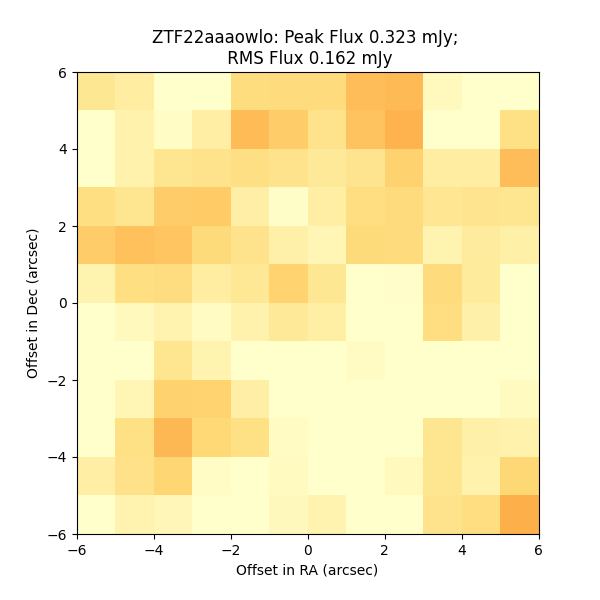 ZTF22aaaowlo: Peak Flux 0.323 mJy;
RMS Flux 0.162 mJy
6
4
2
0
−2
−4
−6
Offset in Dec (arcsec)
−6 −4 −2 0 2 4 6
Offset in RA (arcsec)